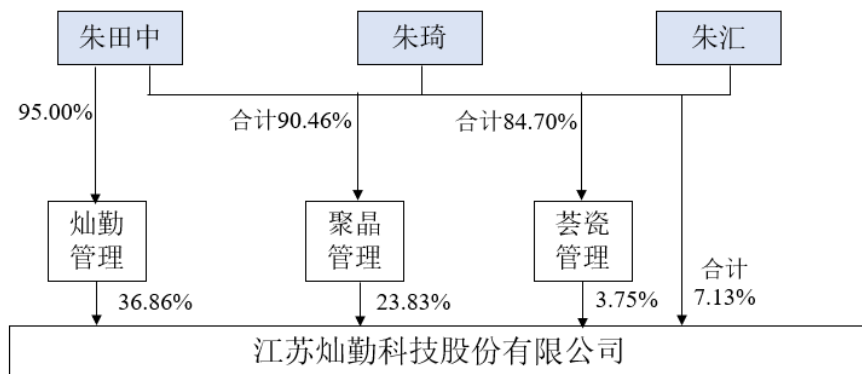 朱田中
朱琦
朱汇
95.00%
合计90.46%
合计84.70%
灿勤
管理
聚晶
管理
荟瓷
管理
合计
7.13%
36.86%
23.83%
3.75%
江苏灿勤科技股份有限公司